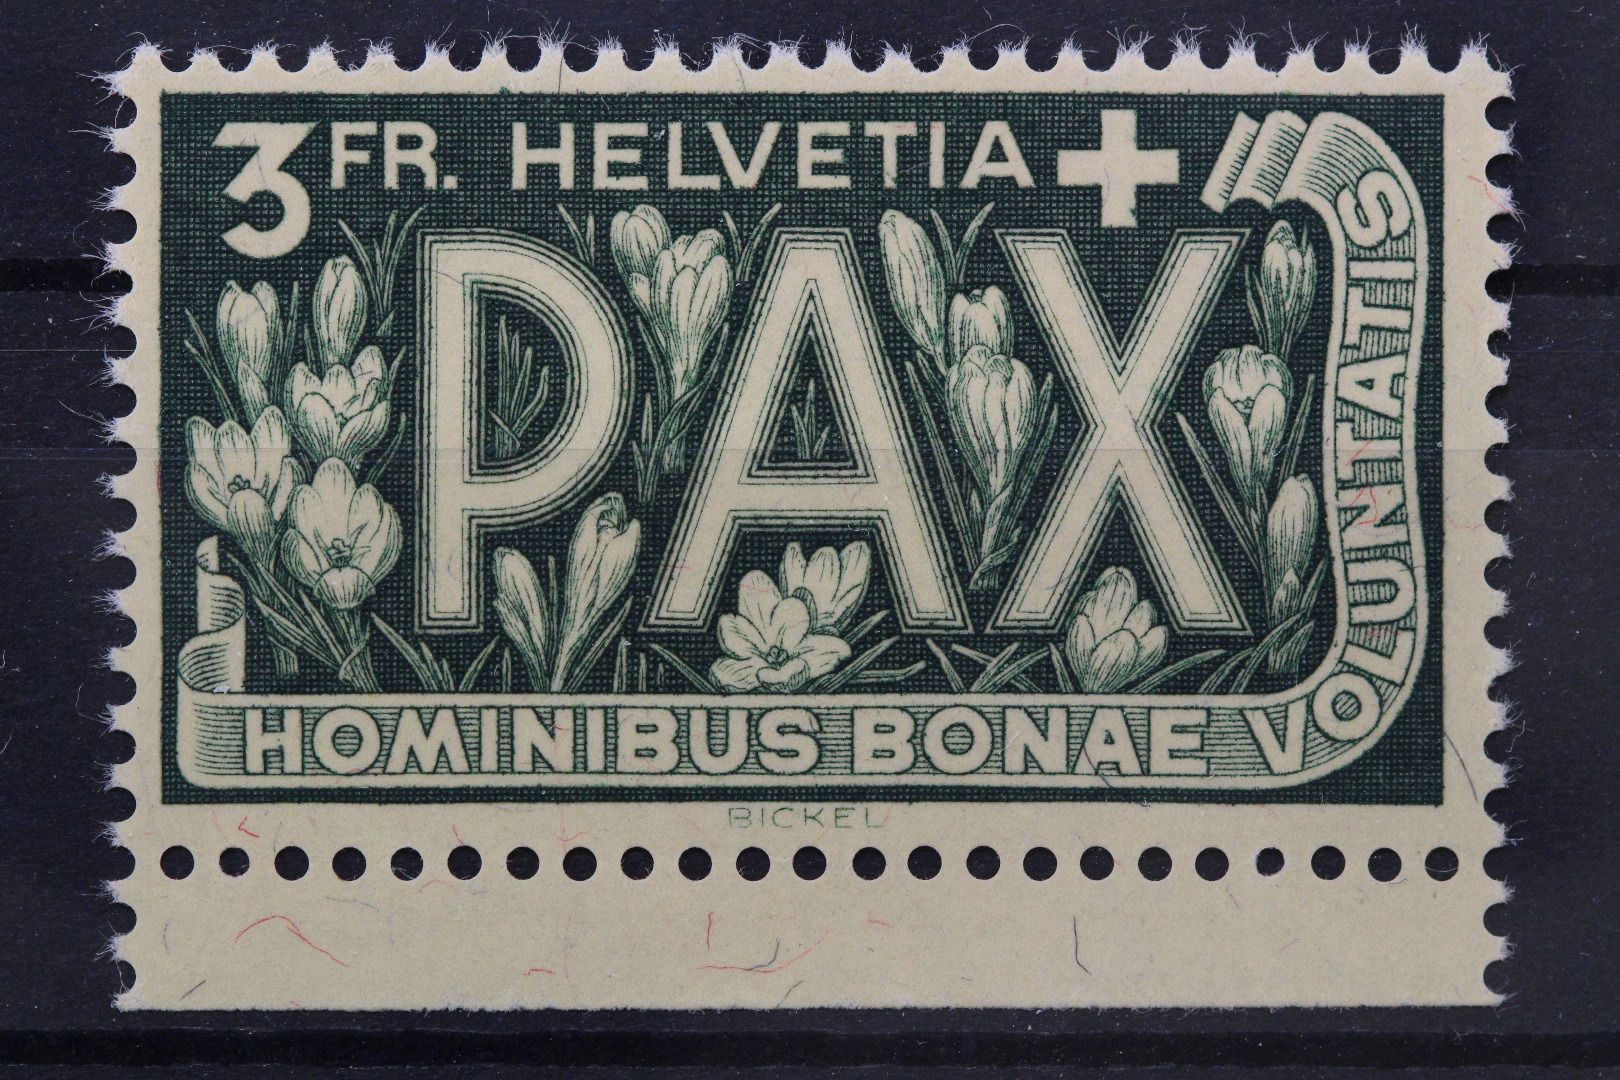 3 FR. HELVETIA
PAX
HOMINIBUS BONAE VOLUNTATIS
BICKEL